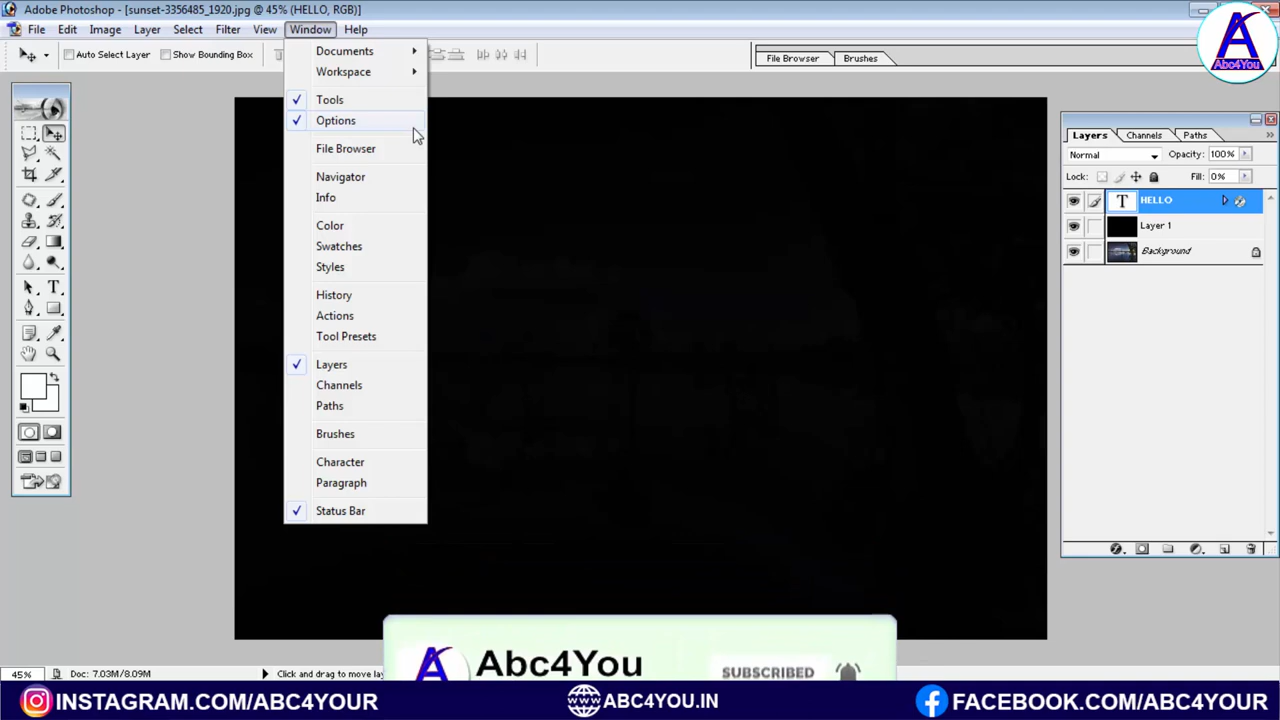 Adobe Photoshop - [sunset-3356485_1920.jpg @ 45% (HELLO, RGB)]
File Edit Image Layer Select Filter View Window Help
Auto Select Layer Show Bounding Box
File Browser Brushes
A
Abc4You
Documents
Workspace
Tools
Options
File Browser
Navigator
Info
Color
Swatches
Styles
History
Actions
Tool Presets
Layers
Channels
Paths
Brushes
Character
Paragraph
Status Bar
Layers Channels Paths
Normal Opacity: 100%
Lock: Fill: 0%
T HELLO
Layer 1
Background
Abc4You
SUBSCRIBED
45% Doc: 7.03M/8.09M Click and drag to move lay
INSTAGRAM.COM/ABC4YOUR ABC4YOU.IN FACEBOOK.COM/ABC4YOUR